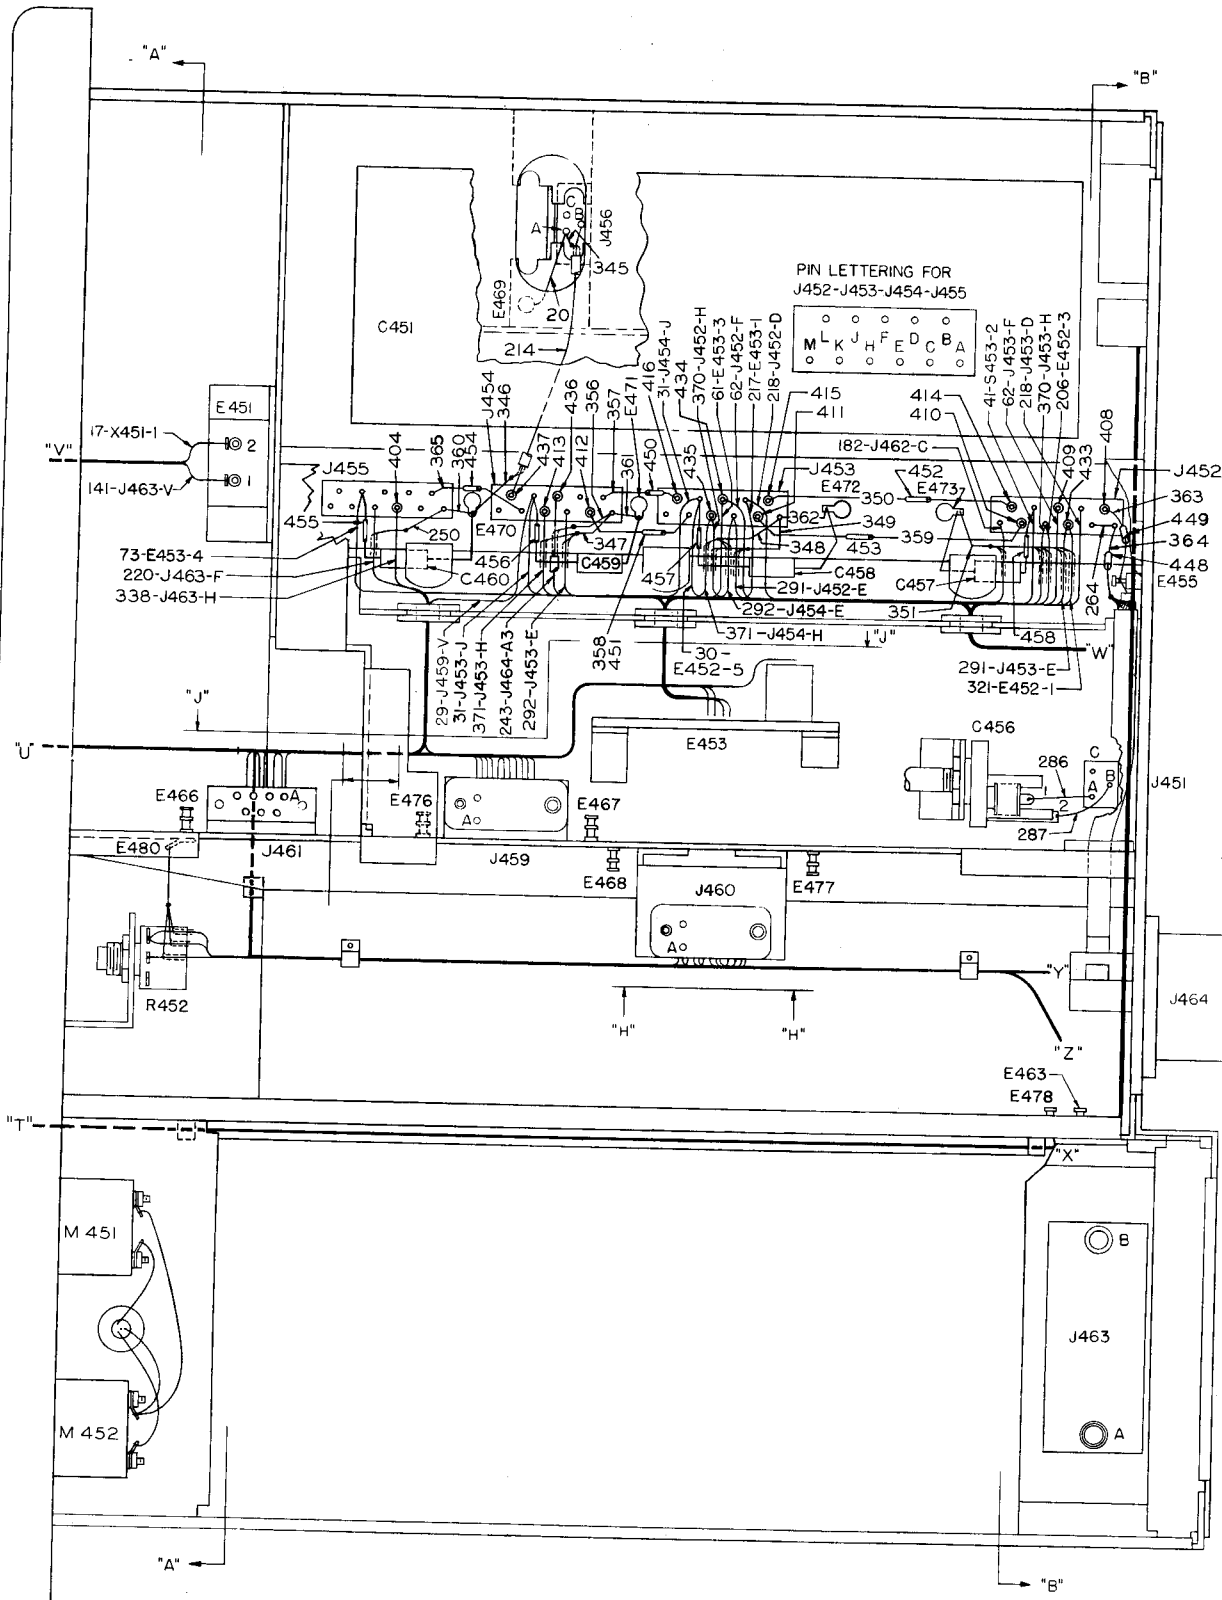 "A"
"B"
C
B
A
J456
345
E469
20
C451
214
PIN LETTERING FOR
J452-J453-J454-J455
M L K J H F E D C B A
E451
2
1
17-X451-1
"V"
141-J463-V
J455
404
365
360
454
J454
346
437
436
413
356
412
357
361
E471
416
450
31-J454-J
434
435
370-J452-H
61-E453-3
62-J452-F
217-E453-1
218-J452-D
415
411
J453
E472
350
362
349
452
E473
453
359
182-J462-C
414
410
41-S453-2
62-J453-F
218-J453-D
370-J453-H
206-E452-3
409
433
408
J452
363
449
364
448
E455
264
455
250
73-E453-4
220-J463-F
338-J463-H
E470
456
C460
347
C459
457
348
C458
C457
291-J452-E
292-J454-E
371-J454-H
351
458
"J"
"W"
358
451
30-
E452-5
291-J453-E
321-E452-1
29-J459-V
31-J453-J
371-J453-H
243-J464-A3
292-J453-E
"J"
"U"
E453
C456
286
C
B
A
1
2
287
J451
E466
A
E476
A
E467
E480
J461
J459
E468
J460
E477
A
R452
"Y"
J464
"H"
"H"
"Z"
E463
E478
"T"
"X"
M 451
B
J463
M 452
A
"A"
"B"